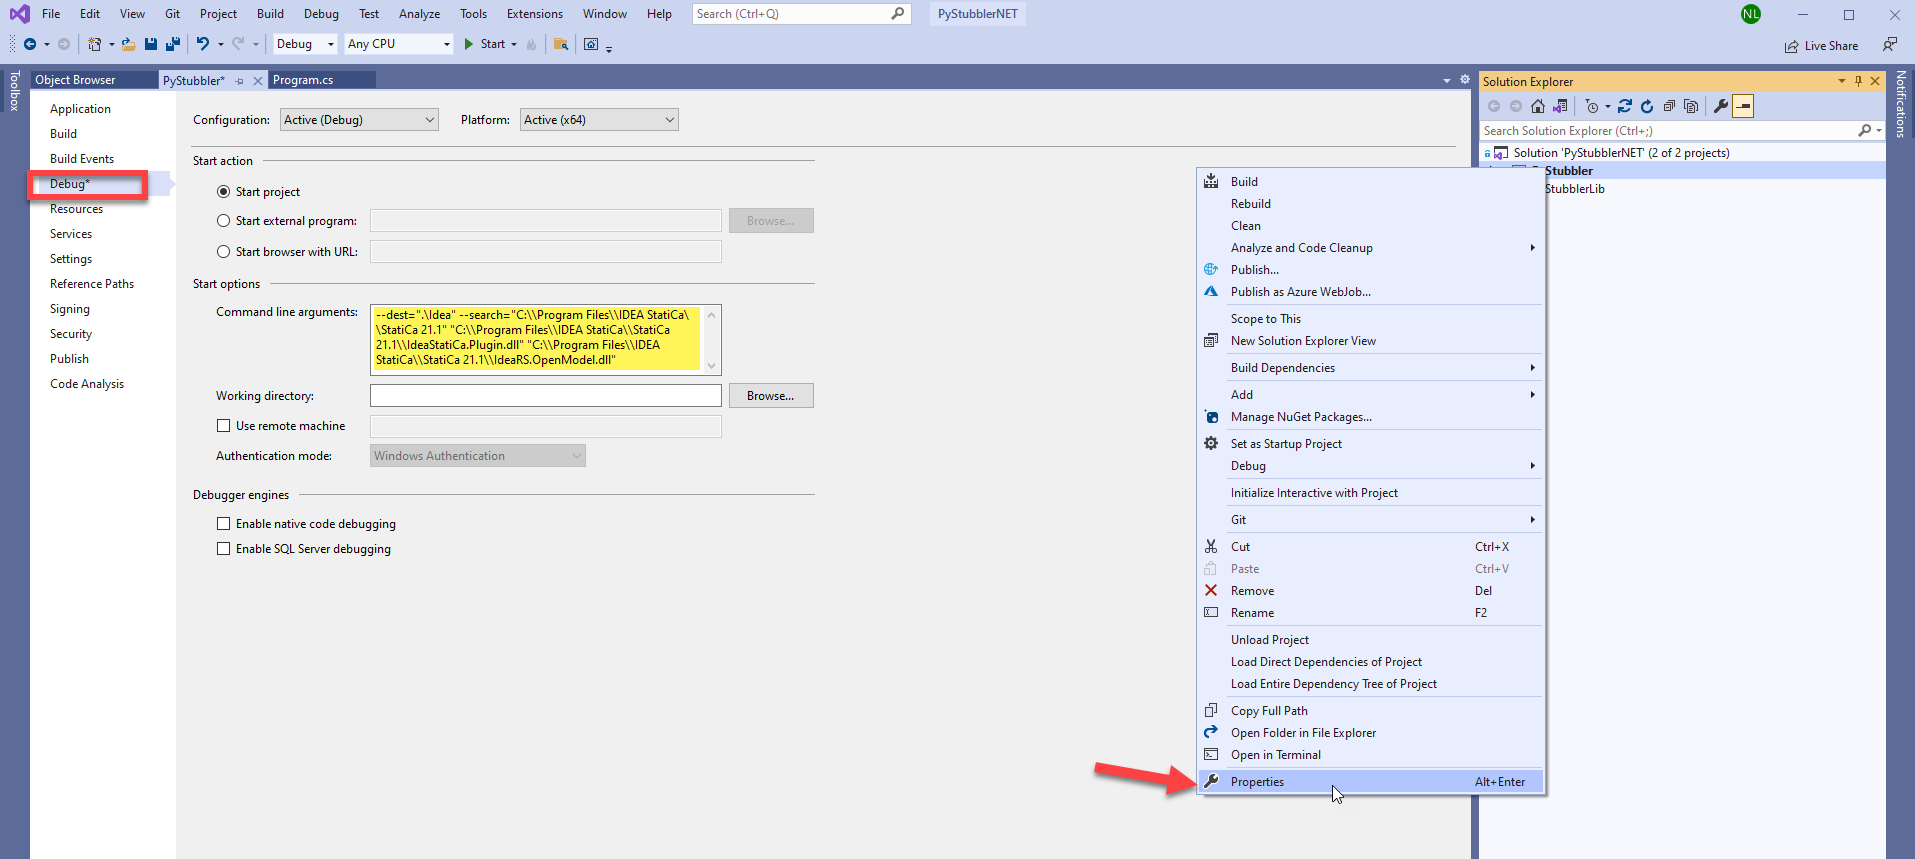 File Edit View Git Project Build Debug Test Analyze Tools Extensions Window Help Search (Ctrl+Q) PyStubblerNET NL
Debug Any CPU Start Live Share
Toolbox
Object Browser PyStubbler* Program.cs
Application
Build
Build Events
Debug*
Resources
Services
Settings
Reference Paths
Signing
Security
Publish
Code Analysis
Configuration: Active (Debug) Platform: Active (x64)
Start action
Start project
Start external program: Browse...
Start browser with URL:
Start options
Command line arguments: --dest=".\Idea" --search="C:\\Program Files\\IDEA StatiCa\
\StatiCa 21.1" "C:\\Program Files\\IDEA StatiCa\\StatiCa
21.1\\IdeaStatiCa.Plugin.dll" "C:\\Program Files\\IDEA
StatiCa\\StatiCa 21.1\\IdeaRS.OpenModel.dll"
Working directory: Browse...
Use remote machine
Authentication mode: Windows Authentication
Debugger engines
Enable native code debugging
Enable SQL Server debugging
Solution Explorer
Search Solution Explorer (Ctrl+;)
Solution 'PyStubblerNET' (2 of 2 projects)
Stubbler
StubblerLib
Notifications
Build
Rebuild
Clean
Analyze and Code Cleanup
Publish...
Publish as Azure WebJob...
Scope to This
New Solution Explorer View
Build Dependencies
Add
Manage NuGet Packages...
Set as Startup Project
Debug
Initialize Interactive with Project
Git
Cut Ctrl+X
Paste Ctrl+V
Remove Del
Rename F2
Unload Project
Load Direct Dependencies of Project
Load Entire Dependency Tree of Project
Copy Full Path
Open Folder in File Explorer
Open in Terminal
Properties Alt+Enter